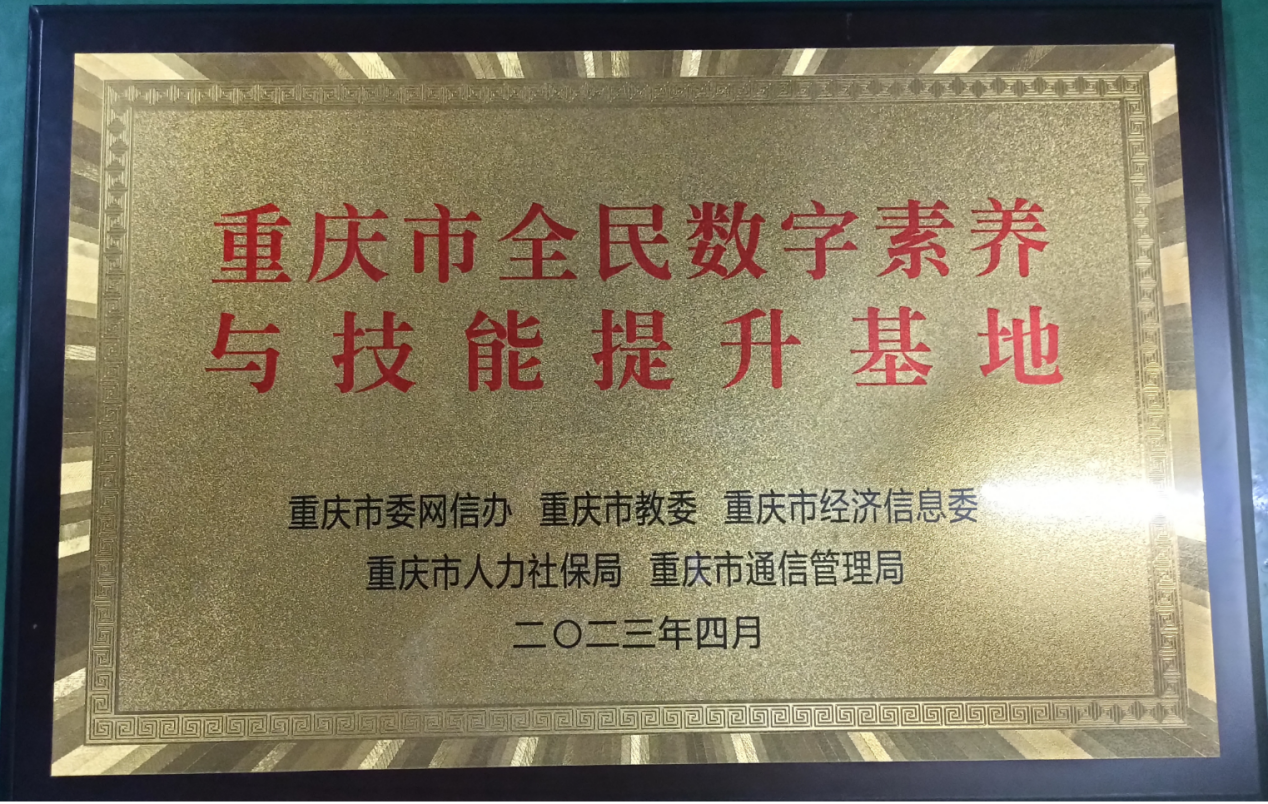 重庆市全民数字素养
与技能提升基地
重庆市委网信办 重庆市教委 重庆市经济信息委
重庆市人力社保局 重庆市通信管理局
二〇二三年四月